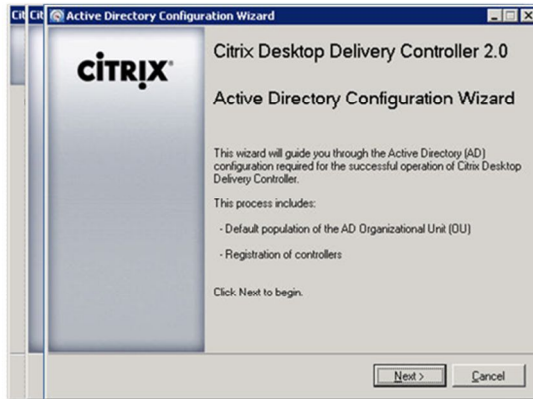 Cit
Cit
Active Directory Configuration Wizard
CITRIX
Citrix Desktop Delivery Controller 2.0
Active Directory Configuration Wizard
This wizard will guide you through the Active Directory (AD)
configuration required for the successful operation of Citrix Desktop
Delivery Controller.
This process includes:
- Default population of the AD Organizational Unit (OU)
- Registration of controllers
Click Next to begin.
Next >
Cancel